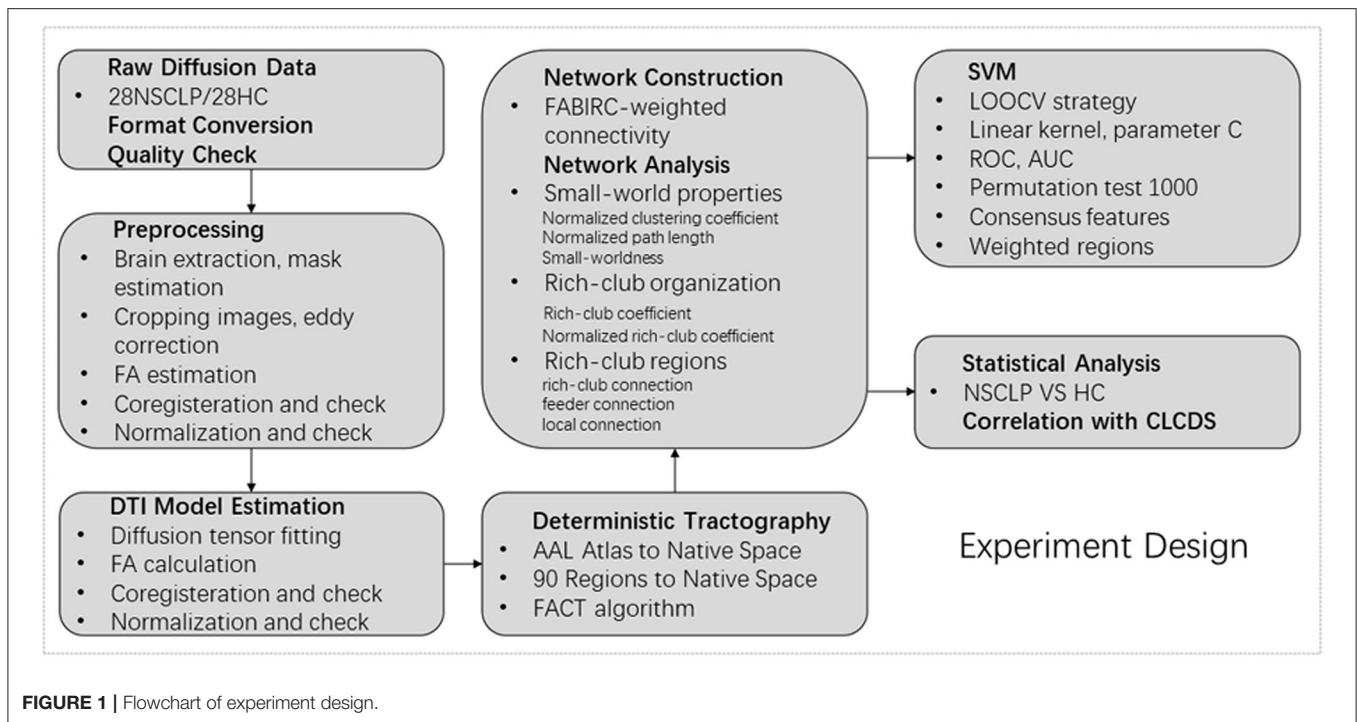 Raw Diffusion Data
• 28NSCLP/28HC
Format Conversion
Quality Check
Preprocessing
• Brain extraction, mask
estimation
• Cropping images, eddy
correction
• FA estimation
• Coregisteration and check
• Normalization and check
DTI Model Estimation
• Diffusion tensor fitting
• FA calculation
• Coregisteration and check
• Normalization and check
Deterministic Tractography
• AAL Atlas to Native Space
• 90 Regions to Native Space
• FACT algorithm
Network Construction
• FABIRC-weighted
connectivity
Network Analysis
• Small-world properties
Normalized clustering coefficient
Normalized path length
Small-worldness
• Rich-club organization
Rich-club coefficient
Normalized rich-club coefficient
• Rich-club regions
rich-club connection
feeder connection
local connection
SVM
• LOOCV strategy
• Linear kernel, parameter C
• ROC, AUC
• Permutation test 1000
• Consensus features
• Weighted regions
Statistical Analysis
• NSCLP VS HC
Correlation with CLCDS
Experiment Design
FIGURE 1 | Flowchart of experiment design.